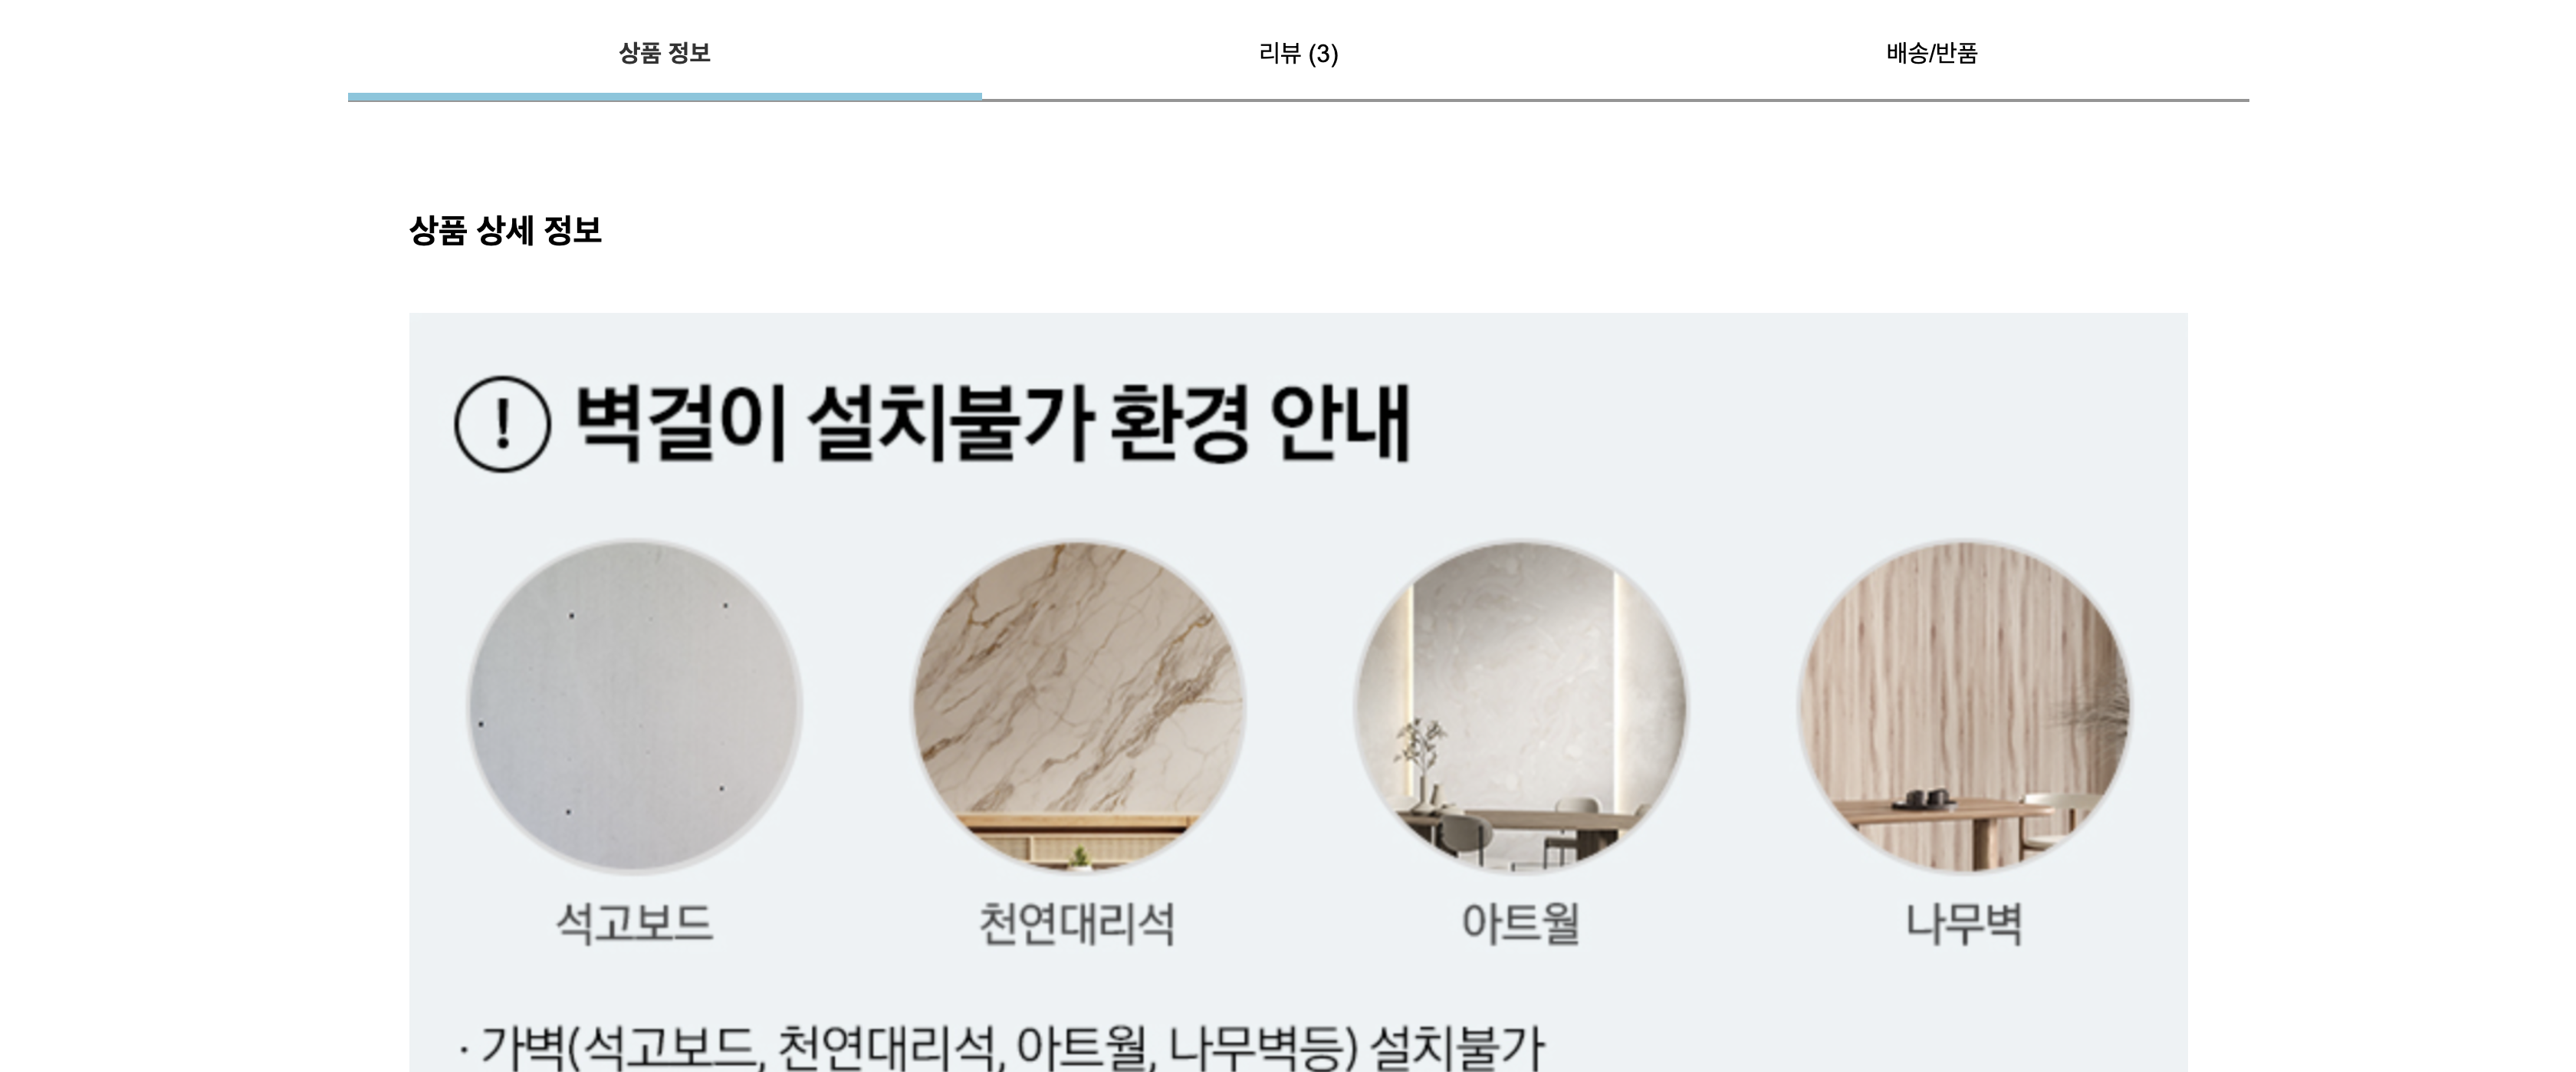 상품 정보
리뷰 (3)
배송/반품
상품 상세 정보
! 벽걸이 설치불가 환경 안내
석고보드
천연대리석
아트월
나무벽
· 가벽(석고보드, 천연대리석, 아트월, 나무벽등) 설치불가